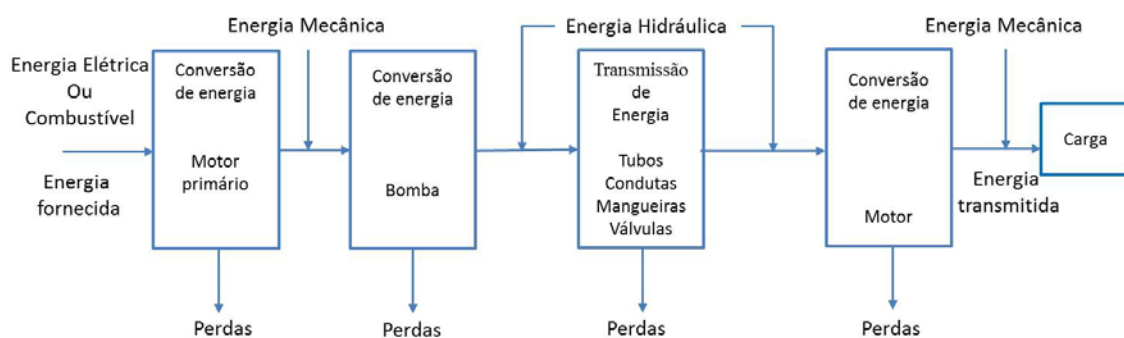 Energia Mecânica
Energia Hidráulica
Energia Mecânica
Energia Elétrica
Ou
Combustível
Energia
fornecida
Conversão
de energia
Motor
primário
Conversão
de energia
Bomba
Transmissão
de
Energia
Tubos
Condutas
Mangueiras
Válvulas
Conversão
de energia
Motor
Energia
transmitida
Carga
Perdas
Perdas
Perdas
Perdas